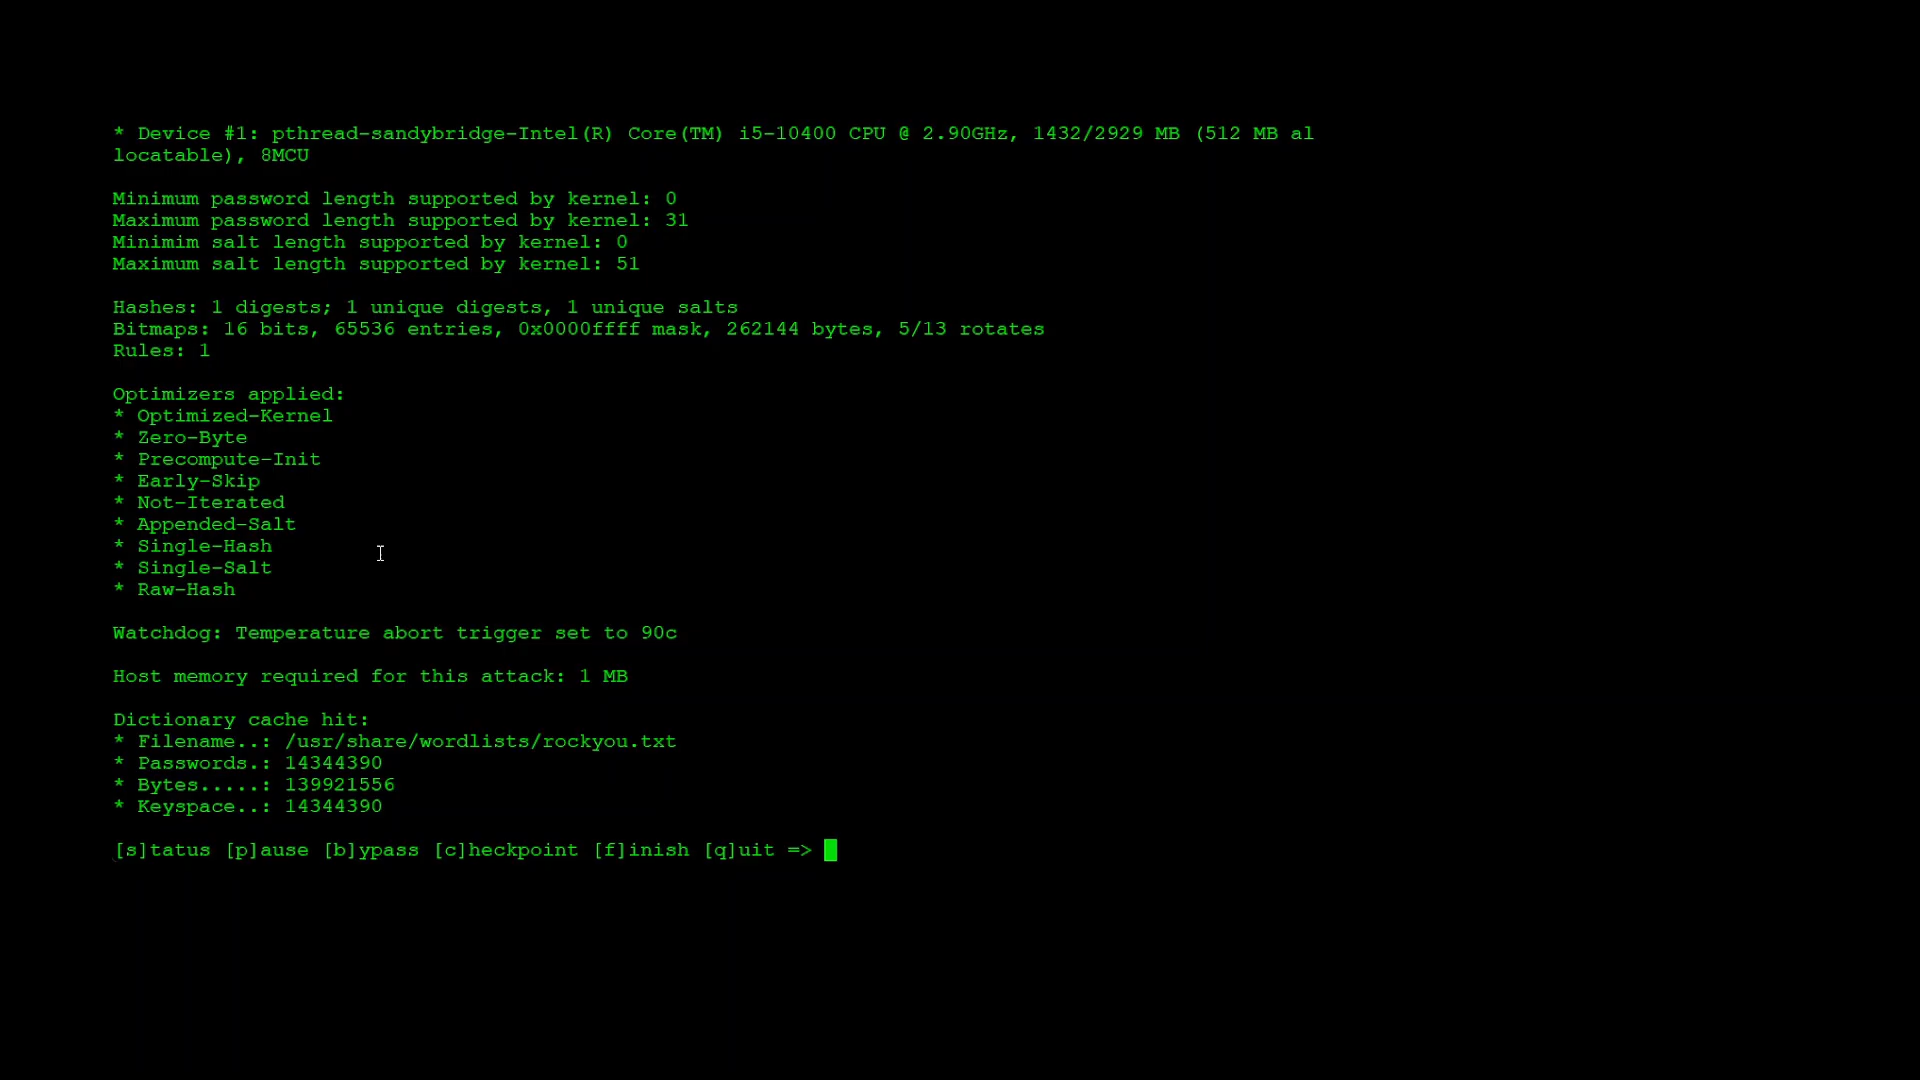 * Device #1: pthread-sandybridge-Intel(R) Core(TM) i5-10400 CPU @ 2.90GHz, 1432/2929 MB (512 MB al
locatable), 8MCU
Minimum password length supported by kernel: 0
Maximum password length supported by kernel: 31
Minimim salt length supported by kernel: 0
Maximum salt length supported by kernel: 51
Hashes: 1 digests; 1 unique digests, 1 unique salts
Bitmaps: 16 bits, 65536 entries, 0x0000ffff mask, 262144 bytes, 5/13 rotates
Rules: 1
Optimizers applied:
* Optimized-Kernel
* Zero-Byte
* Precompute-Init
* Early-Skip
* Not-Iterated
* Appended-Salt
* Single-Hash
* Single-Salt
* Raw-Hash
Watchdog: Temperature abort trigger set to 90c
Host memory required for this attack: 1 MB
Dictionary cache hit:
* Filename..: /usr/share/wordlists/rockyou.txt
* Passwords.: 14344390
* Bytes.....: 139921556
* Keyspace..: 14344390
[s]tatus [p]ause [b]ypass [c]heckpoint [f]inish [q]uit =>